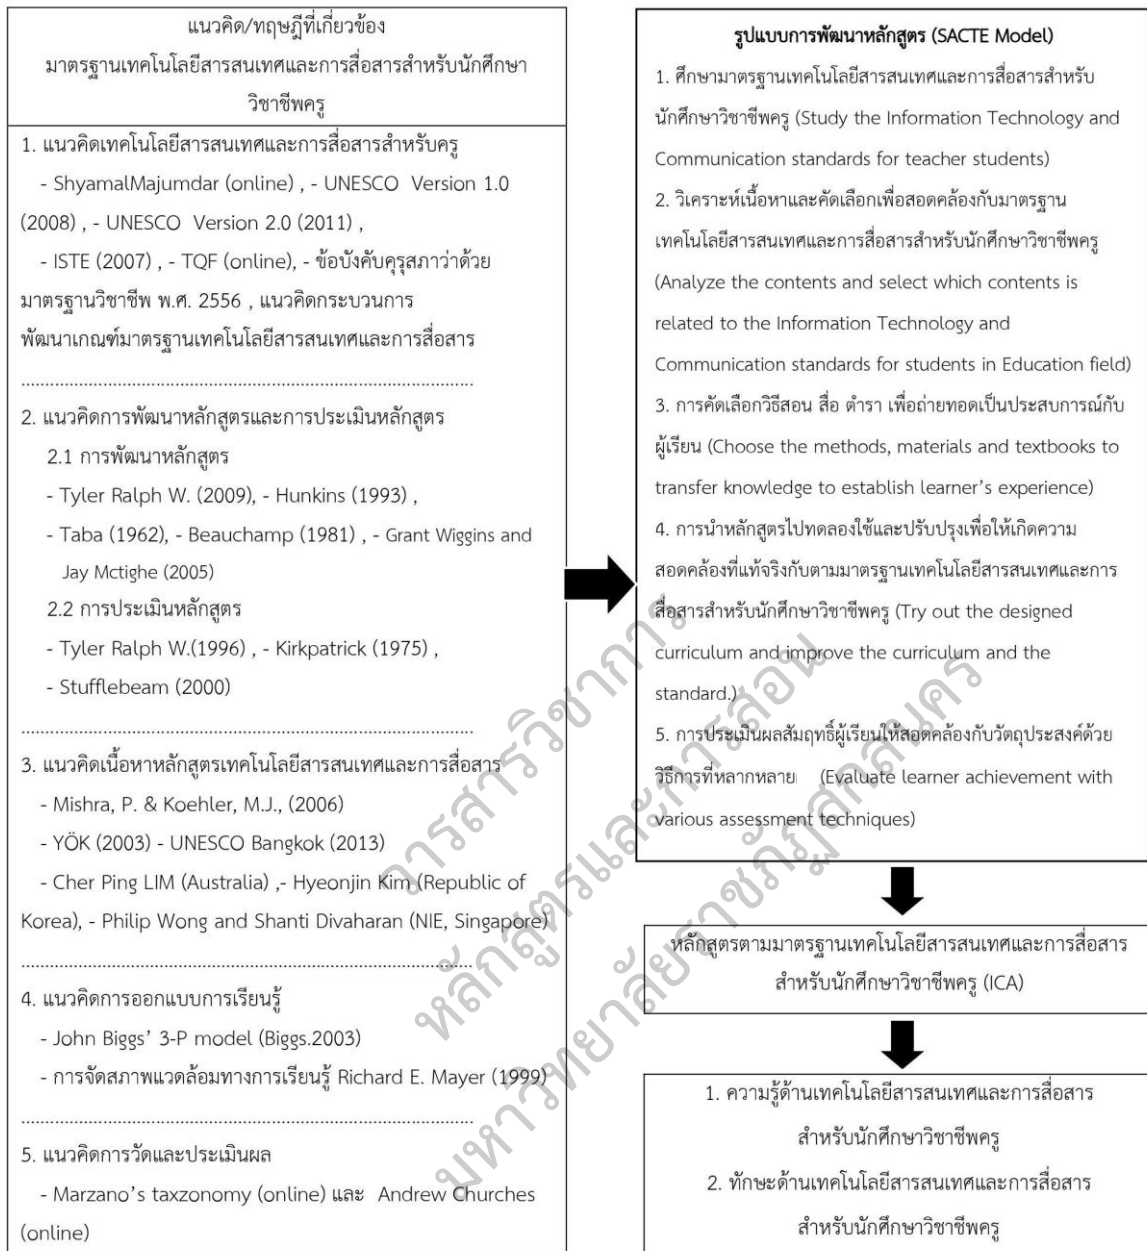 แนวคิด/ทฤษฎีที่เกี่ยวข้อง
มาตรฐานเทคโนโลยีสารสนเทศและการสื่อสารสำหรับนักศึกษา
วิชาชีพครู
1. แนวคิดเทคโนโลยีสารสนเทศและการสื่อสารสำหรับครู
- ShyamalMajumdar (online) , - UNESCO Version 1.0
(2008) , - UNESCO Version 2.0 (2011) ,
- ISTE (2007) , - TQF (online), - ข้อบังคับคุรุสภาว่าด้วย
มาตรฐานวิชาชีพ พ.ศ. 2556 , แนวคิดกระบวนการ
พัฒนาเกณฑ์มาตรฐานเทคโนโลยีสารสนเทศและการสื่อสาร
................................................................................................
2. แนวคิดการพัฒนาหลักสูตรและการประเมินหลักสูตร
2.1 การพัฒนาหลักสูตร
- Tyler Ralph W. (2009), - Hunkins (1993) ,
- Taba (1962), - Beauchamp (1981) , - Grant Wiggins and
Jay Mctighe (2005)
2.2 การประเมินหลักสูตร
- Tyler Ralph W.(1996) , - Kirkpatrick (1975) ,
- Stufflebeam (2000)
................................................................................................
3. แนวคิดเนื้อหาหลักสูตรเทคโนโลยีสารสนเทศและการสื่อสาร
- Mishra, P. & Koehler, M.J., (2006)
- YÖK (2003) - UNESCO Bangkok (2013)
- Cher Ping LIM (Australia) ,- Hyeonjin Kim (Republic of
Korea), - Philip Wong and Shanti Divaharan (NIE, Singapore)
................................................................................................
4. แนวคิดการออกแบบการเรียนรู้
- John Biggs’ 3-P model (Biggs.2003)
- การจัดสภาพแวดล้อมทางการเรียนรู้ Richard E. Mayer (1999)
................................................................................................
5. แนวคิดการวัดและประเมินผล
- Marzano’s taxzonomy (online) และ Andrew Churches
(online)
รูปแบบการพัฒนาหลักสูตร (SACTE Model)
1. ศึกษามาตรฐานเทคโนโลยีสารสนเทศและการสื่อสารสำหรับ
นักศึกษาวิชาชีพครู (Study the Information Technology and
Communication standards for teacher students)
2. วิเคราะห์เนื้อหาและคัดเลือกเพื่อสอดคล้องกับมาตรฐาน
เทคโนโลยีสารสนเทศและการสื่อสารสำหรับนักศึกษาวิชาชีพครู
(Analyze the contents and select which contents is
related to the Information Technology and
Communication standards for students in Education field)
3. การคัดเลือกวิธีสอน สื่อ ตำรา เพื่อถ่ายทอดเป็นประสบการณ์กับ
ผู้เรียน (Choose the methods, materials and textbooks to
transfer knowledge to establish learner’s experience)
4. การนำหลักสูตรไปทดลองใช้และปรับปรุงเพื่อให้เกิดความ
สอดคล้องที่แท้จริงกับตามมาตรฐานเทคโนโลยีสารสนเทศและการ
สื่อสารสำหรับนักศึกษาวิชาชีพครู (Try out the designed
curriculum and improve the curriculum and the
standard.)
5. การประเมินผลสัมฤทธิ์ผู้เรียนให้สอดคล้องกับวัตถุประสงค์ด้วย
วิธีการที่หลากหลาย (Evaluate learner achievement with
various assessment techniques)
หลักสูตรตามมาตรฐานเทคโนโลยีสารสนเทศและการสื่อสาร
สำหรับนักศึกษาวิชาชีพครู (ICA)
1. ความรู้ด้านเทคโนโลยีสารสนเทศและการสื่อสาร
สำหรับนักศึกษาวิชาชีพครู
2. ทักษะด้านเทคโนโลยีสารสนเทศและการสื่อสาร
สำหรับนักศึกษาวิชาชีพครู
วารสารวิชาการ
หลักสูตรและการสอน
มหาวิทยาลัยราชภัฏสกลนคร